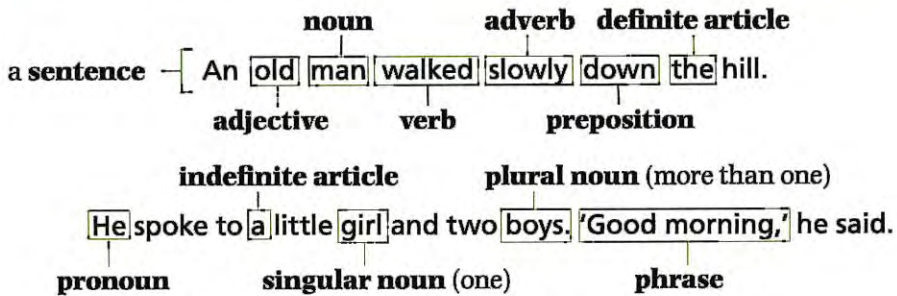 noun adverb definite article
a sentence An old man walked slowly down the hill.
adjective verb preposition
indefinite article plural noun (more than one)
He spoke to a little girl and two boys. 'Good morning,' he said.
pronoun singular noun (one) phrase